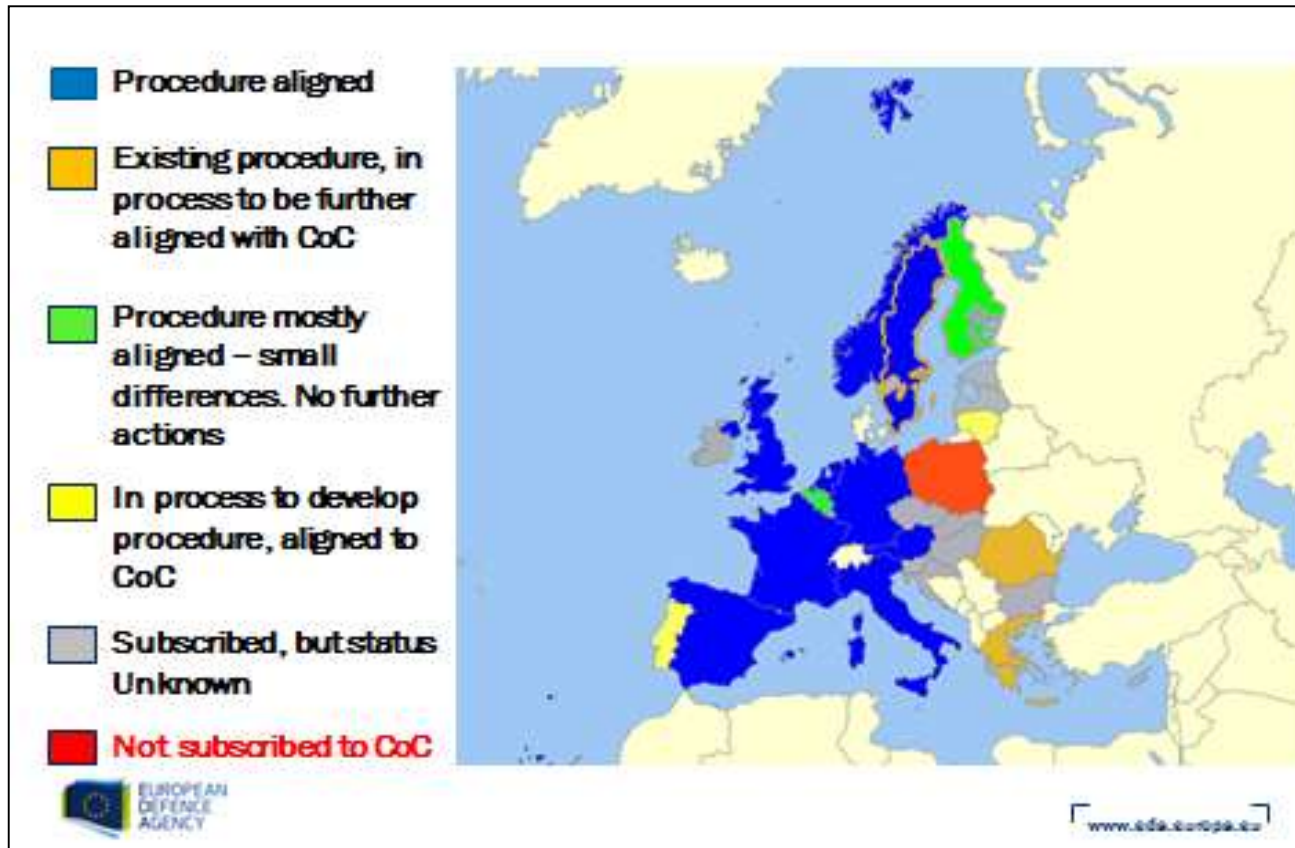 Procedure aligned
Existing procedure, in
process to be further
aligned with CoC
Procedure mostly
aligned – small
differences. No further
actions
In process to develop
procedure, aligned to
CoC
Subscribed, but status
Unknown
Not subscribed to CoC
EUROPEAN
DEFENCE
AGENCY
www.eda.europa.eu